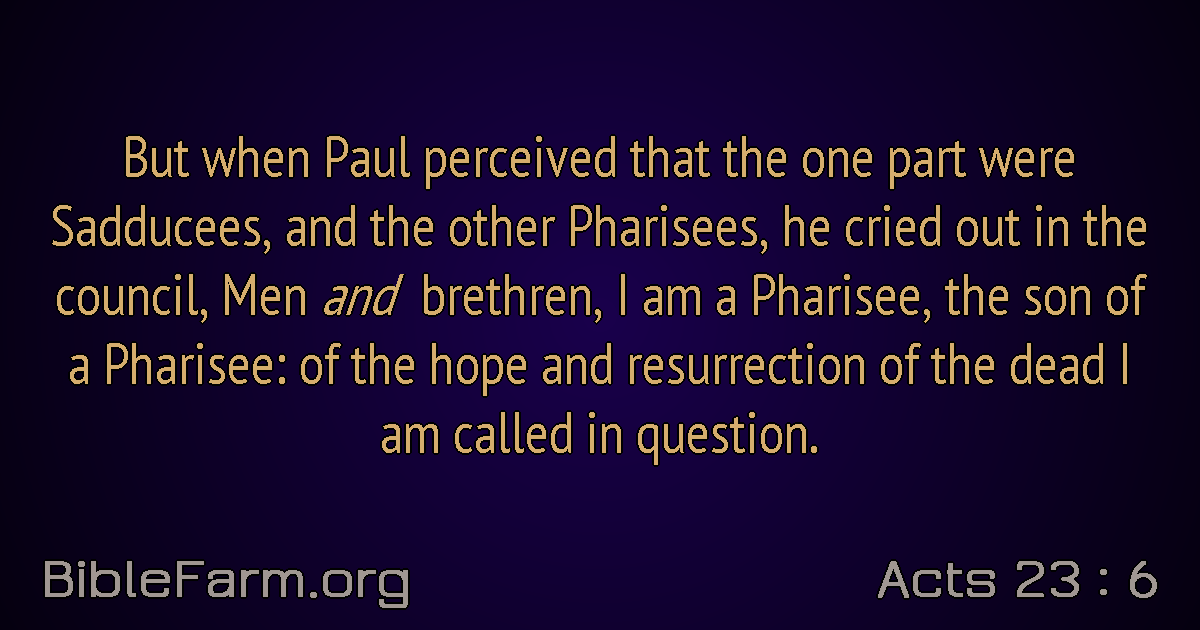 But when Paul perceived that the one part were
Sadducees, and the other Pharisees, he cried out in the
council, Men and brethren, I am a Pharisee, the son of
a Pharisee: of the hope and resurrection of the dead I
am called in question.
BibleFarm.org
Acts 23 : 6